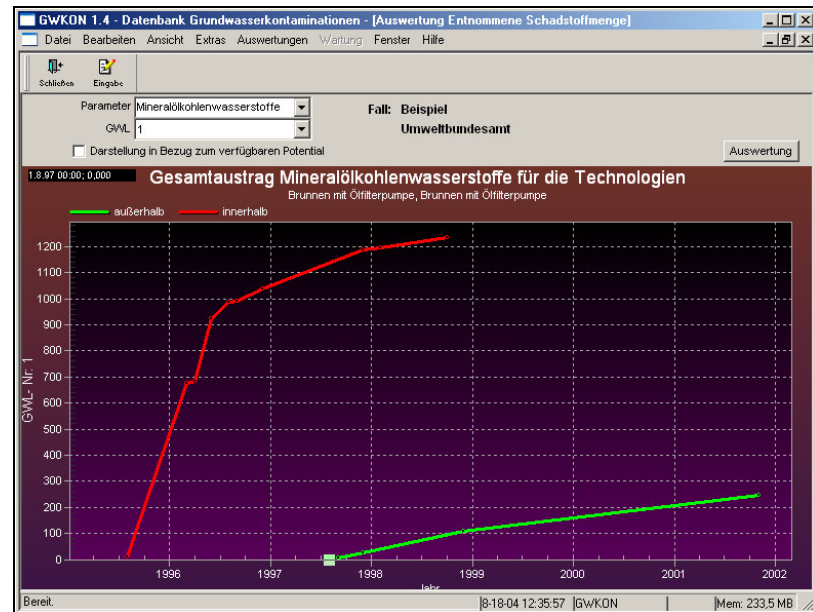 GWKON 1.4 - Datenbank Grundwasserkontaminationen - [Auswertung Entnommene Schadstoffmenge]
Datei Bearbeiten Ansicht Extras Auswertungen Wartung Fenster Hilfe
Schließen Eingabe
Parameter Mineralölkohlenwasserstoffe Fall: Beispiel
GWL 1 Umweltbundesamt
Darstellung in Bezug zum verfügbaren Potential Auswertung
1.8.97 00:00; 0,000 Gesamtaustrag Mineralölkohlenwasserstoffe für die Technologien
Brunnen mit Ölfilterpumpe, Brunnen mit Ölfilterpumpe
außerhalb innerhalb
1200
1100
1000
900
800
700
600
500
400
300
200
100
0
GWL- Nr: 1
1996 1997 1998 1999 2000 2001 2002
Jahr
Bereit. 8-18-04 12:35:57 GWKON Mem: 233,5 MB